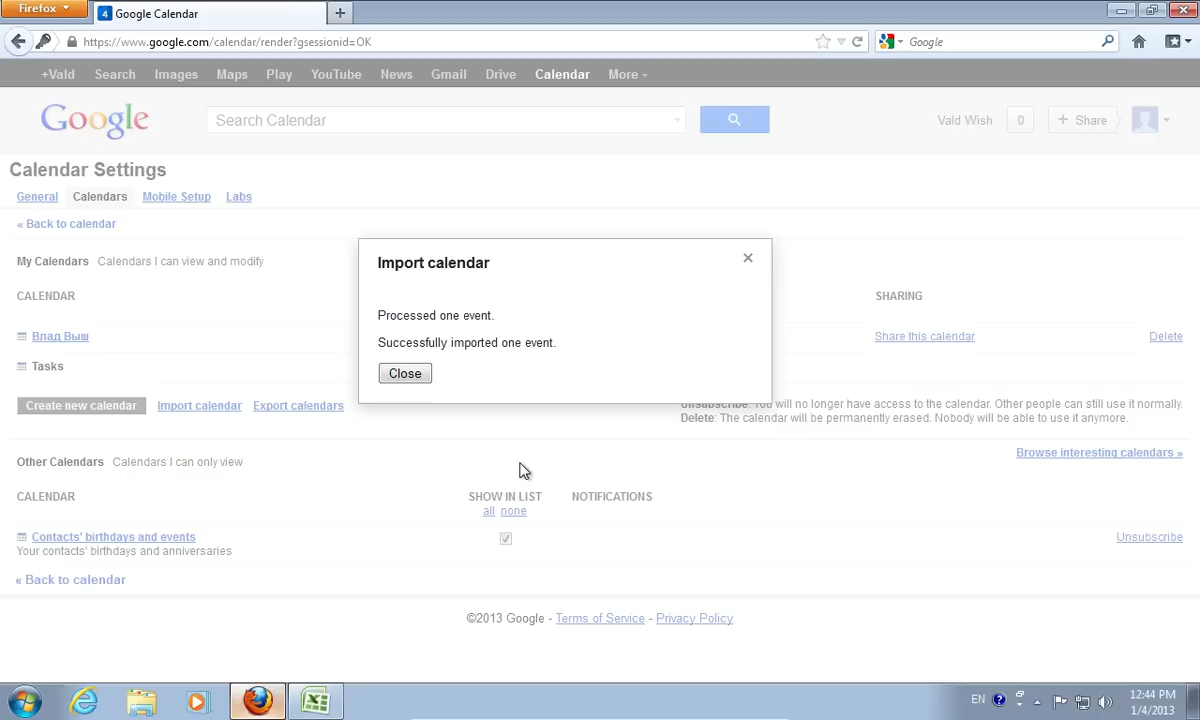 Firefox
4 Google Calendar
https://www.google.com/calendar/render?gsessionid=OK
Google
+Vald Search Images Maps Play YouTube News Gmail Drive Calendar More
Google
Search Calendar
Vald Wish 0 + Share
Calendar Settings
General Calendars Mobile Setup Labs
« Back to calendar
My Calendars Calendars I can view and modify
CALENDAR SHARING
Влад Выш Share this calendar Delete
Tasks
Import calendar
Processed one event.
Successfully imported one event.
Close
Create new calendar Import calendar Export calendars
Unsubscribe: You will no longer have access to the calendar. Other people can still use it normally.
Delete: The calendar will be permanently erased. Nobody will be able to use it anymore.
Other Calendars Calendars I can only view
Browse interesting calendars »
CALENDAR SHOW IN LIST NOTIFICATIONS
all none
Contacts' birthdays and events Unsubscribe
Your contacts' birthdays and anniversaries
« Back to calendar
©2013 Google - Terms of Service - Privacy Policy
EN
12:44 PM
1/4/2013